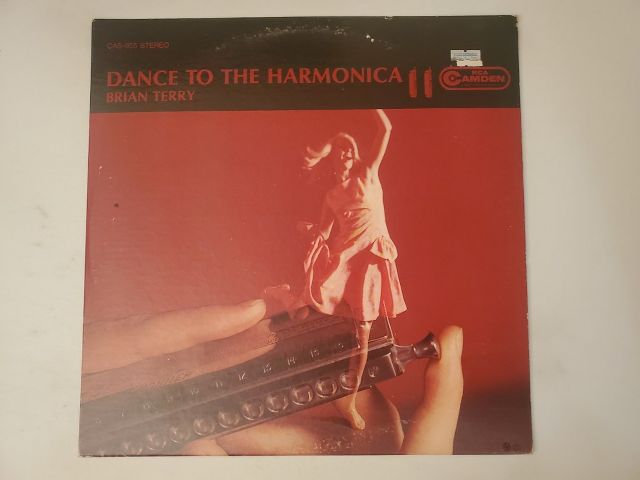 CAS-955 STEREO
DANCE TO THE HARMONICA
BRIAN TERRY
RCA
CAMDEN